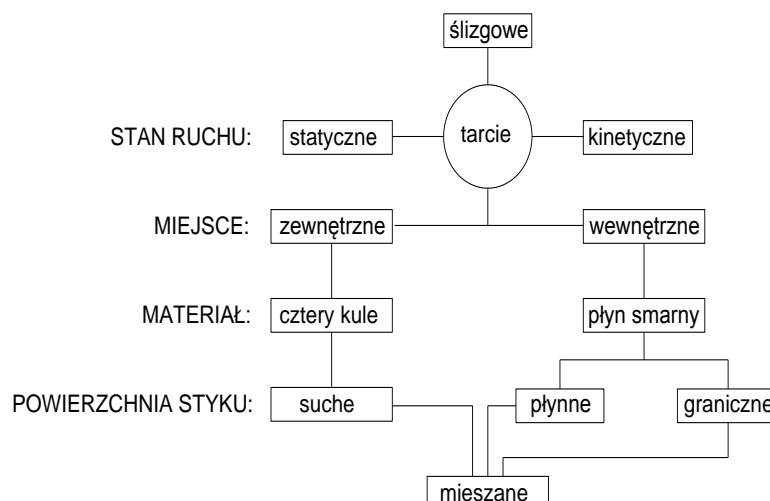 ślizgowe
STAN RUCHU: statyczne tarcie kinetyczne
MIEJSCE: zewnętrzne wewnętrzne
MATERIAŁ: cztery kule płyn smarny
POWIERZCHNIA STYKU: suche płynne graniczne
mieszane